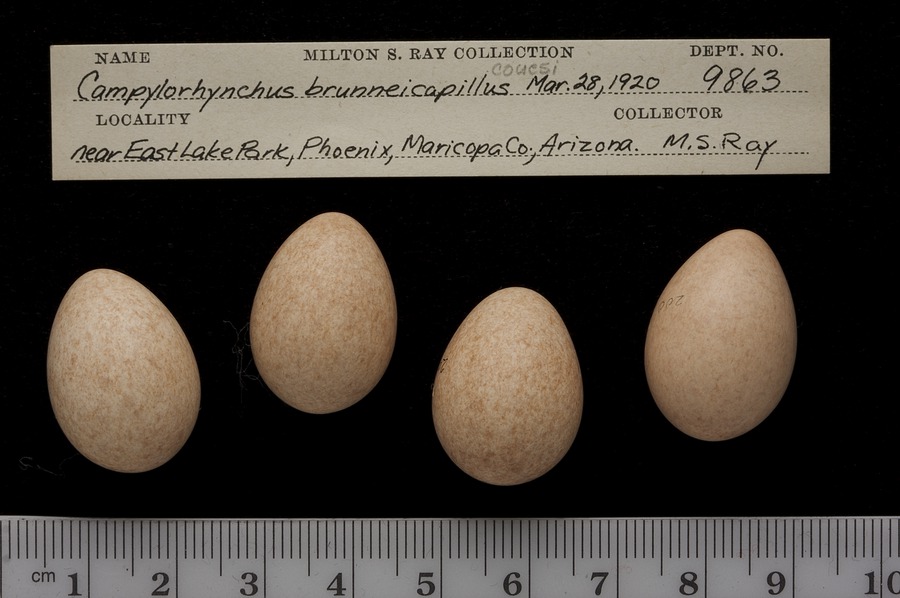 NAME MILTON S. RAY COLLECTION DEPT. NO.
couesi
Campylorhynchus brunneicapillus Mar. 28, 1920 9863
LOCALITY COLLECTOR
near East Lake Park, Phoenix, Maricopa Co., Arizona. M.S. Ray
cm 1 2 3 4 5 6 7 8 9 10